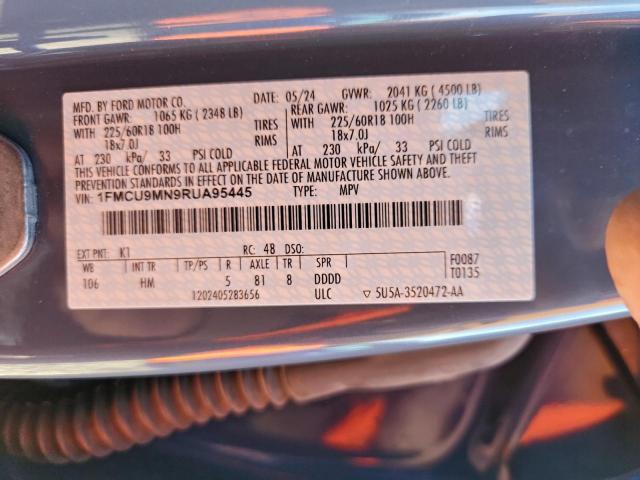 MFD. BY FORD MOTOR CO. DATE: 05/24 GVWR: 2041 KG ( 4500 LB)
FRONT GAWR: 1065 KG ( 2348 LB) REAR GAWR: 1025 KG ( 2260 LB)
WITH 225/60R18 100H TIRES WITH 225/60R18 100H TIRES
18x7.0J RIMS 18x7.0J RIMS
AT 230 kPa/ 33 PSI COLD AT 230 kPa/ 33 PSI COLD
THIS VEHICLE CONFORMS TO ALL APPLICABLE FEDERAL MOTOR VEHICLE SAFETY AND THEFT
PREVENTION STANDARDS IN EFFECT ON THE DATE OF MANUFACTURE SHOWN ABOVE.
VIN: 1FMCU9MN9RUA95445 TYPE: MPV
EXT PNT: K1 RC: 48 DSO: F0087
WB INT TR TP/PS R AXLE TR SPR T0135
106 HM 5 81 8 DDDD
1202405283656 ULC ▽ 5U5A-3520472-AA